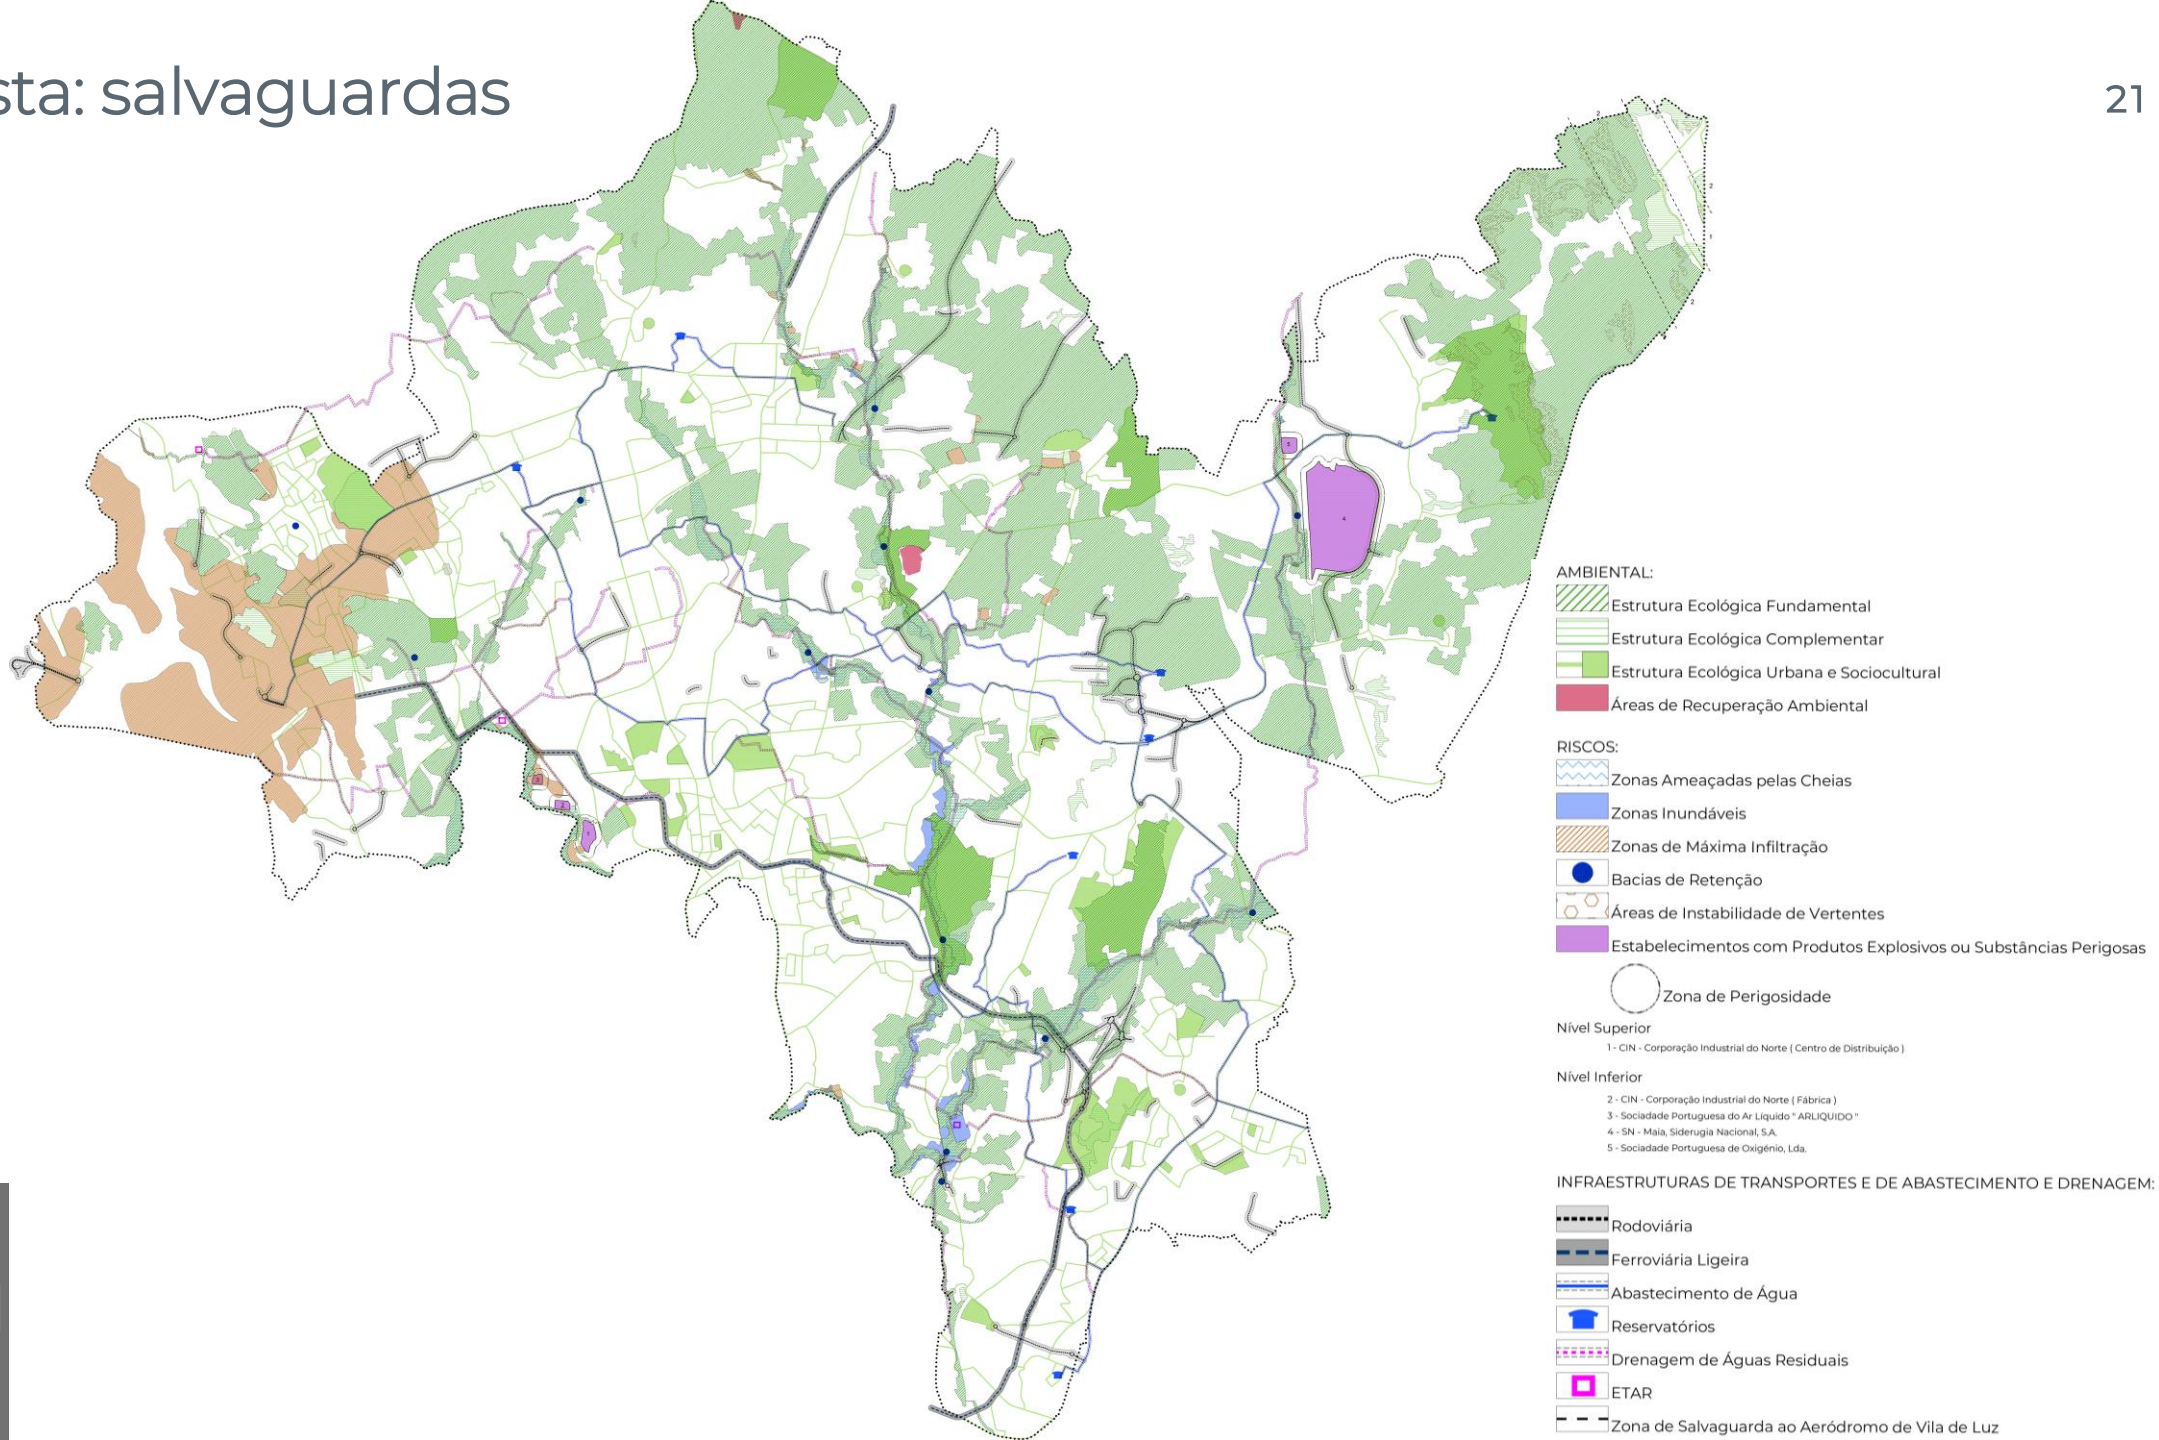 sta: salvaguardas
21
AMBIENTAL:
Estrutura Ecológica Fundamental
Estrutura Ecológica Complementar
Estrutura Ecológica Urbana e Sociocultural
Áreas de Recuperação Ambiental
RISCOS:
Zonas Ameaçadas pelas Cheias
Zonas Inundáveis
Zonas de Máxima Infiltração
Bacias de Retenção
Áreas de Instabilidade de Vertentes
Estabelecimentos com Produtos Explosivos ou Substâncias Perigosas
Zona de Perigosidade
Nível Superior
1 - CIN - Corporação Industrial do Norte ( Centro de Distribuição )
Nível Inferior
2 - CIN - Corporação Industrial do Norte ( Fábrica )
3 - Sociadade Portuguesa do Ar Líquido " ARLIQUIDO "
4 - SN - Maia, Siderugia Nacional, S.A.
5 - Sociadade Portuguesa de Oxigénio, Lda.
INFRAESTRUTURAS DE TRANSPORTES E DE ABASTECIMENTO E DRENAGEM:
Rodoviária
Ferroviária Ligeira
Abastecimento de Água
Reservatórios
Drenagem de Águas Residuais
ETAR
Zona de Salvaguarda ao Aeródromo de Vila de Luz